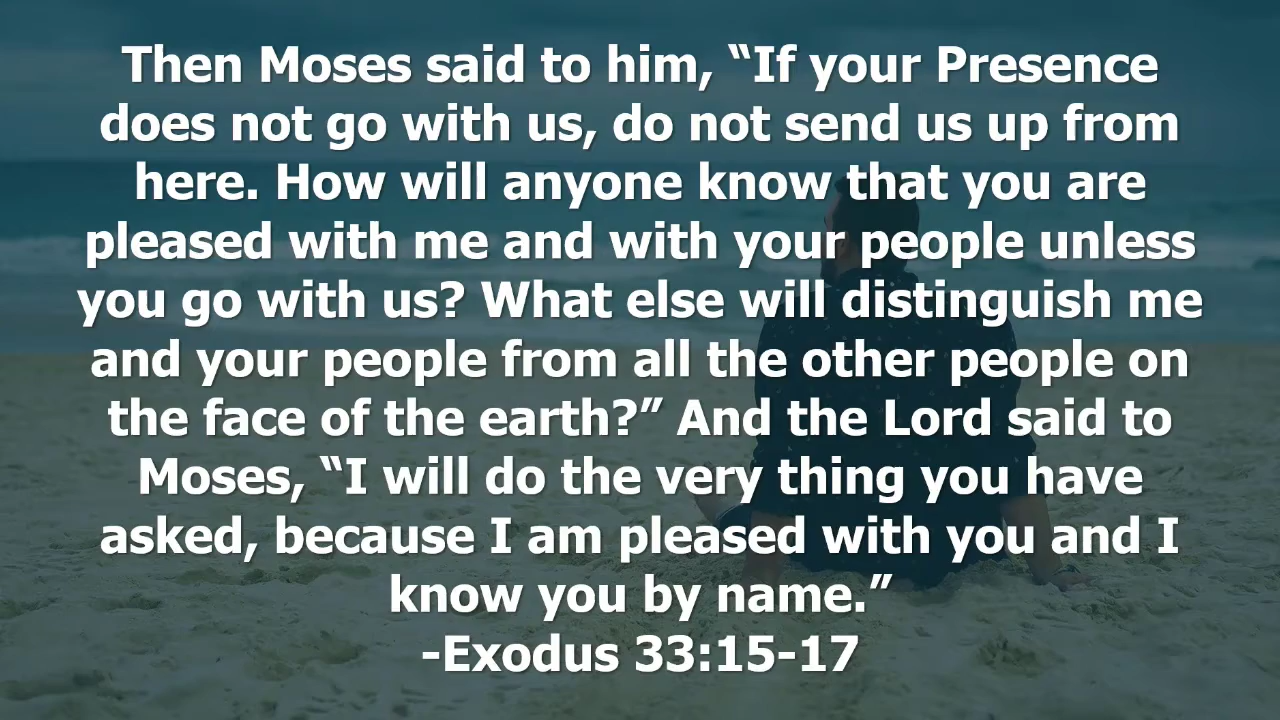 Then Moses said to him, “If your Presence
does not go with us, do not send us up from
here. How will anyone know that you are
pleased with me and with your people unless
you go with us? What else will distinguish me
and your people from all the other people on
the face of the earth?” And the Lord said to
Moses, “I will do the very thing you have
asked, because I am pleased with you and I
know you by name.”
-Exodus 33:15-17